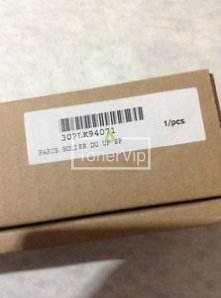 302LK94071
1/pcs
PARTS ROLLER DU UP SP
TonerVip